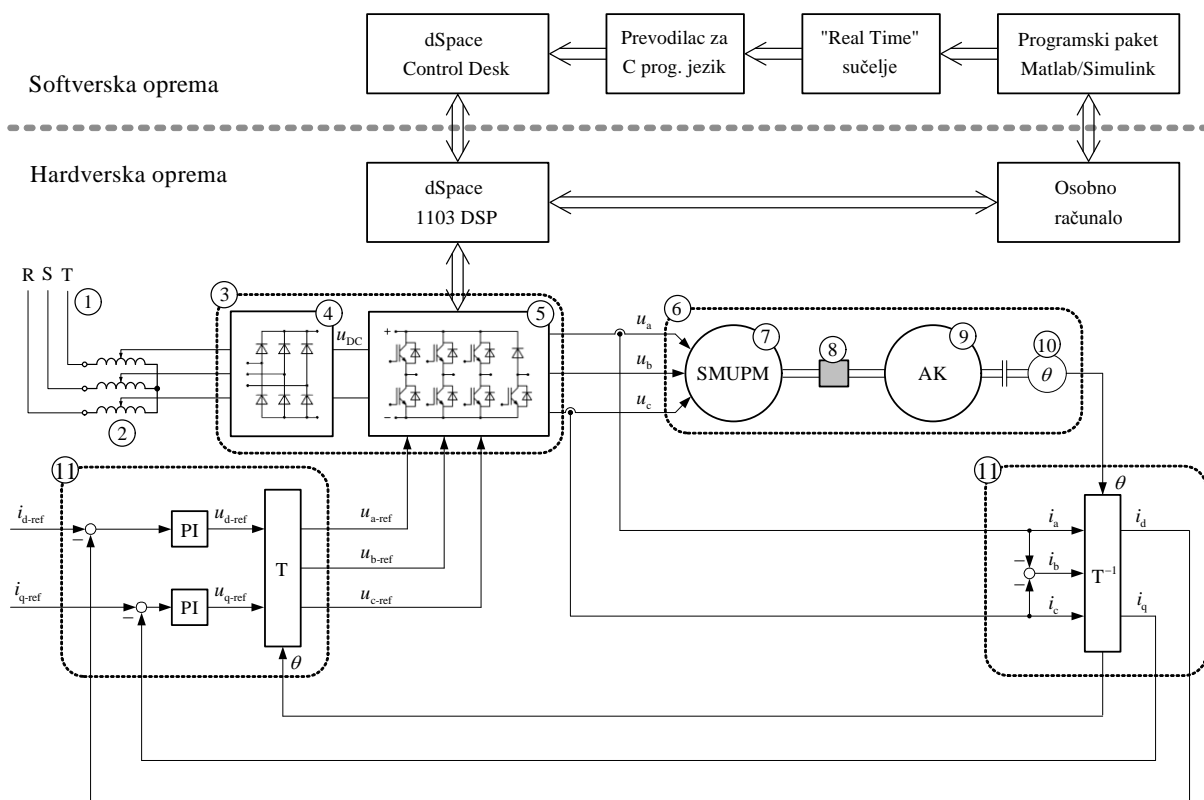 dSpace
Control Desk
Prevodilac za
C prog. jezik
"Real Time"
sučelje
Programski paket
Matlab/Simulink
Softverska oprema
Hardverska oprema
dSpace
1103 DSP
Osobno
računalo
R S T
1
2
3
4
u_DC
+
−
5
u_a
u_b
u_c
6
SMUPM
7
8
AK
9
10
θ
11
i_d-ref
−
PI
u_d-ref
i_q-ref
−
PI
u_q-ref
T
θ
u_a-ref
u_b-ref
u_c-ref
11
θ
i_a
−
i_b
−
i_c
T⁻¹
i_d
i_q